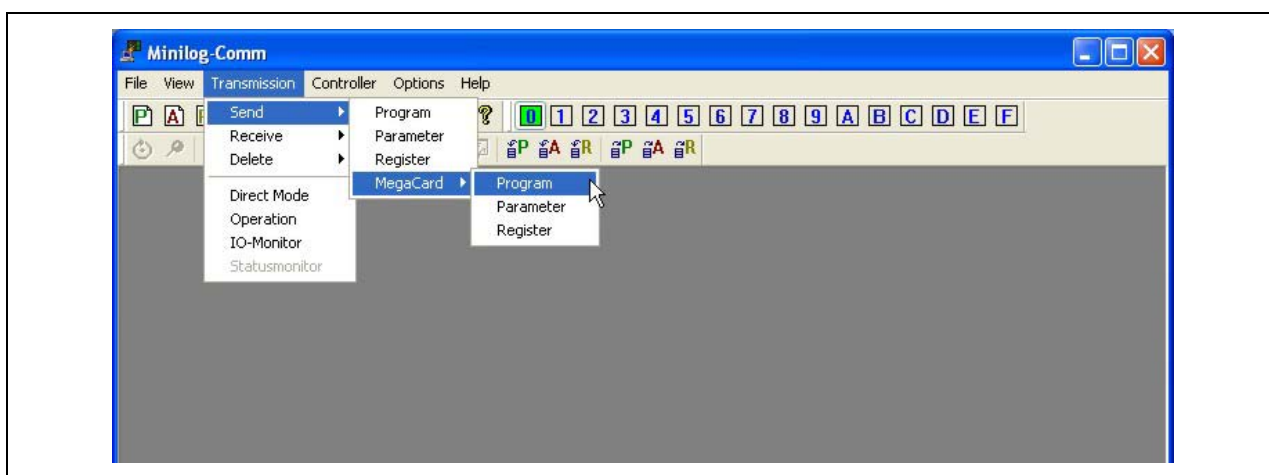 Minilog-Comm
File View Transmission Controller Options Help
P A ? 0 1 2 3 4 5 6 7 8 9 A B C D E F
P A R P A R
Send Program
Receive Parameter
Delete Register
MegaCard Program
Direct Mode Parameter
Operation Register
IO-Monitor
Statusmonitor